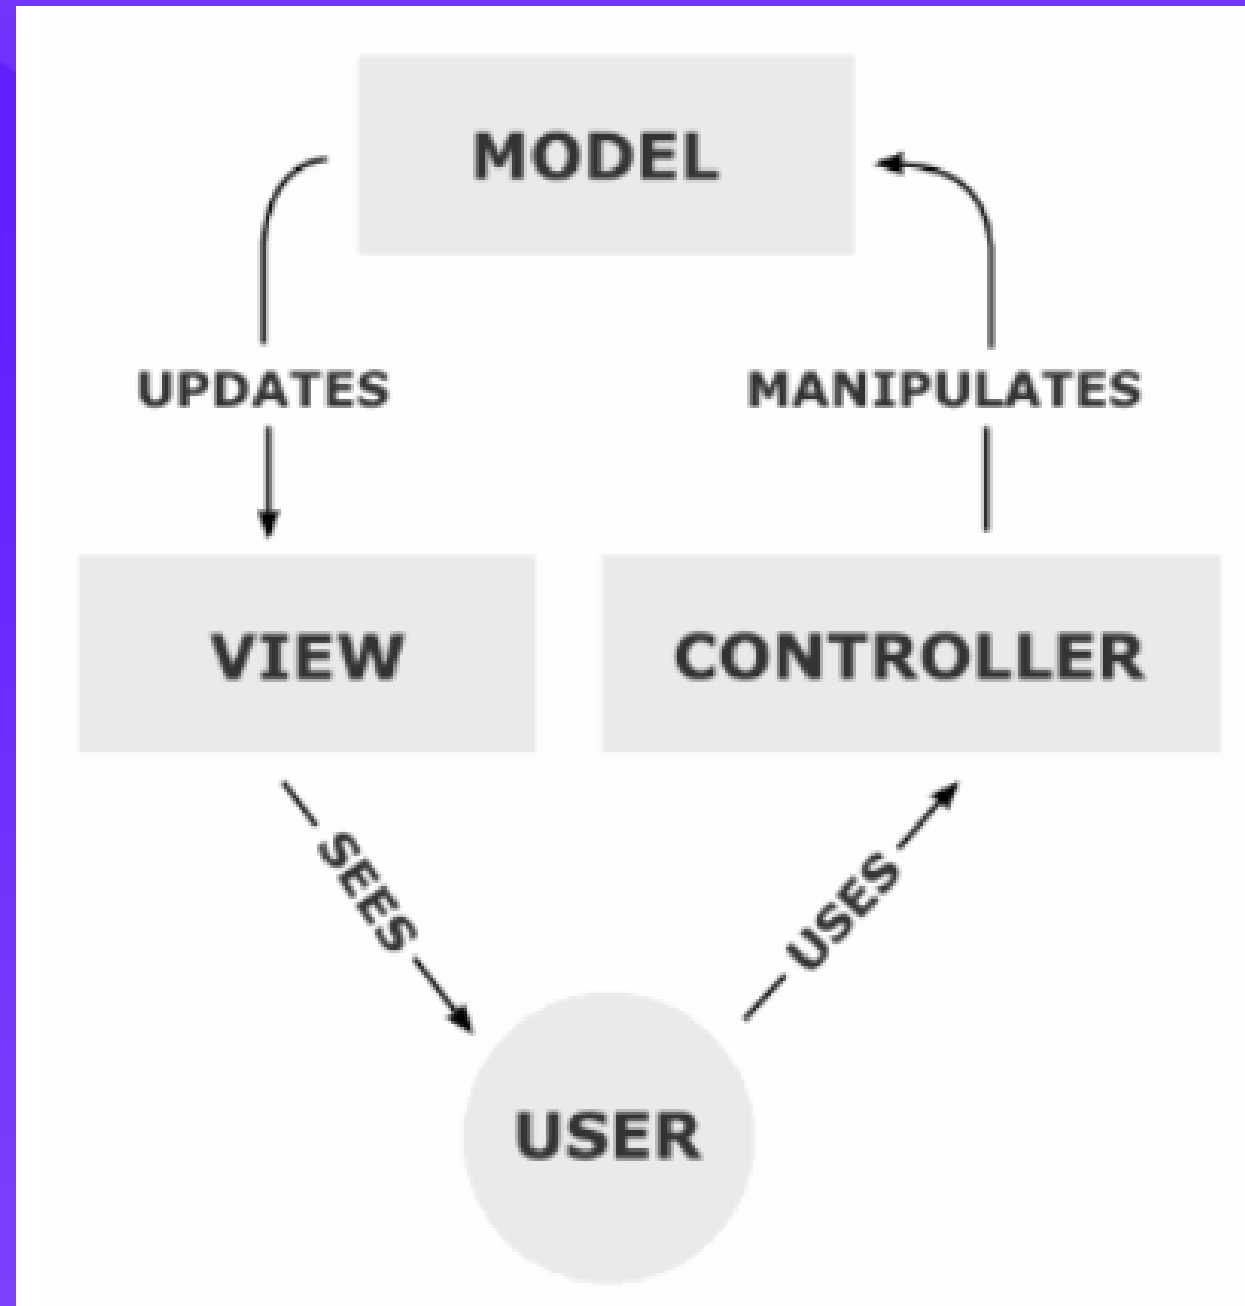 MODEL
UPDATES
MANIPULATES
VIEW
CONTROLLER
SEES
USES
USER